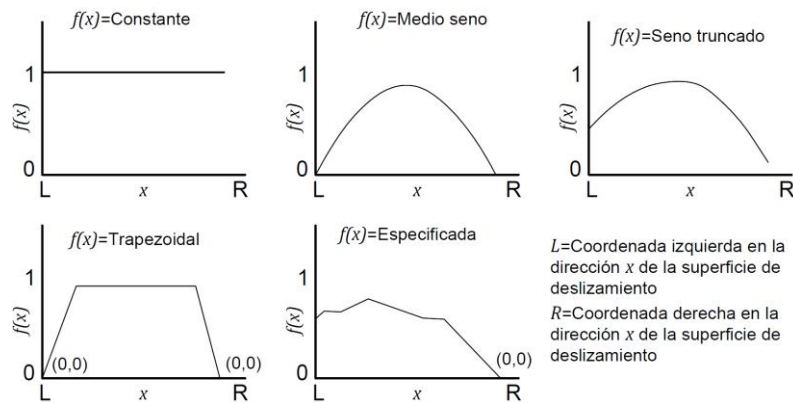 f(x)=Constante
1
f(x)
0
L
x
R
f(x)=Medio seno
1
f(x)
0
L
x
R
f(x)=Seno truncado
1
f(x)
0
L
x
R
f(x)=Trapezoidal
1
f(x)
(0,0)
(0,0)
0
L
x
R
f(x)=Especificada
1
f(x)
(0,0)
0
L
x
R
L=Coordenada izquierda en la
dirección x de la superficie de
deslizamiento
R=Coordenada derecha en la
dirección x de la superficie de
deslizamiento